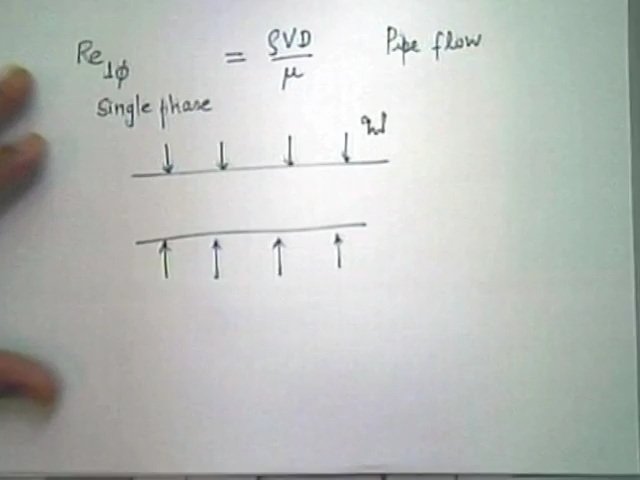 Re₁ϕ = ρVD/μ Pipe flow
Single phase